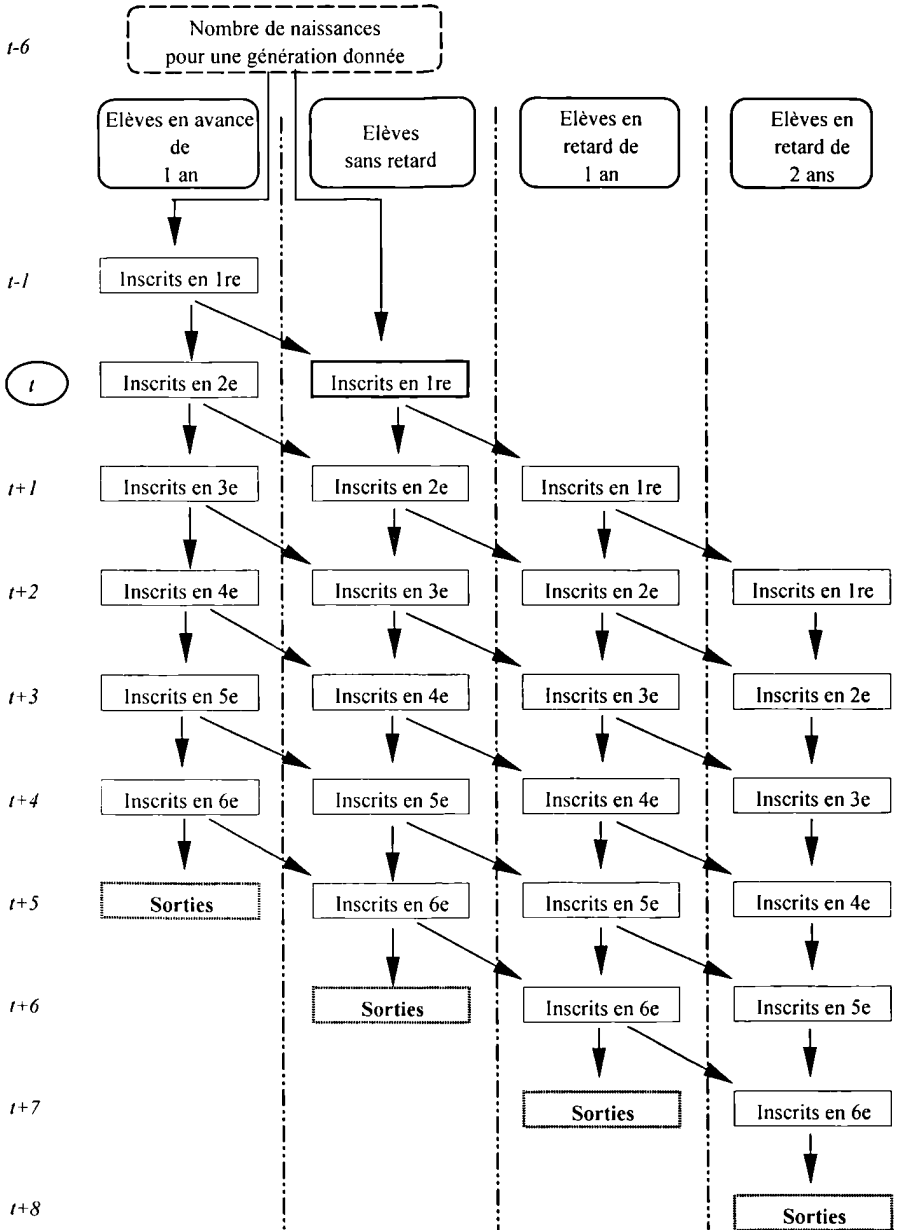 t-6
Nombre de naissances
pour une génération donnée
Elèves en avance
de
1 an
Elèves
sans retard
Elèves en
retard de
1 an
Elèves en
retard de
2 ans
t-1
Inscrits en 1re
t
Inscrits en 2e
Inscrits en 1re
t+1
Inscrits en 3e
Inscrits en 2e
Inscrits en 1re
t+2
Inscrits en 4e
Inscrits en 3e
Inscrits en 2e
Inscrits en 1re
t+3
Inscrits en 5e
Inscrits en 4e
Inscrits en 3e
Inscrits en 2e
t+4
Inscrits en 6e
Inscrits en 5e
Inscrits en 4e
Inscrits en 3e
t+5
Sorties
Inscrits en 6e
Inscrits en 5e
Inscrits en 4e
t+6
Sorties
Inscrits en 6e
Inscrits en 5e
t+7
Sorties
Inscrits en 6e
t+8
Sorties